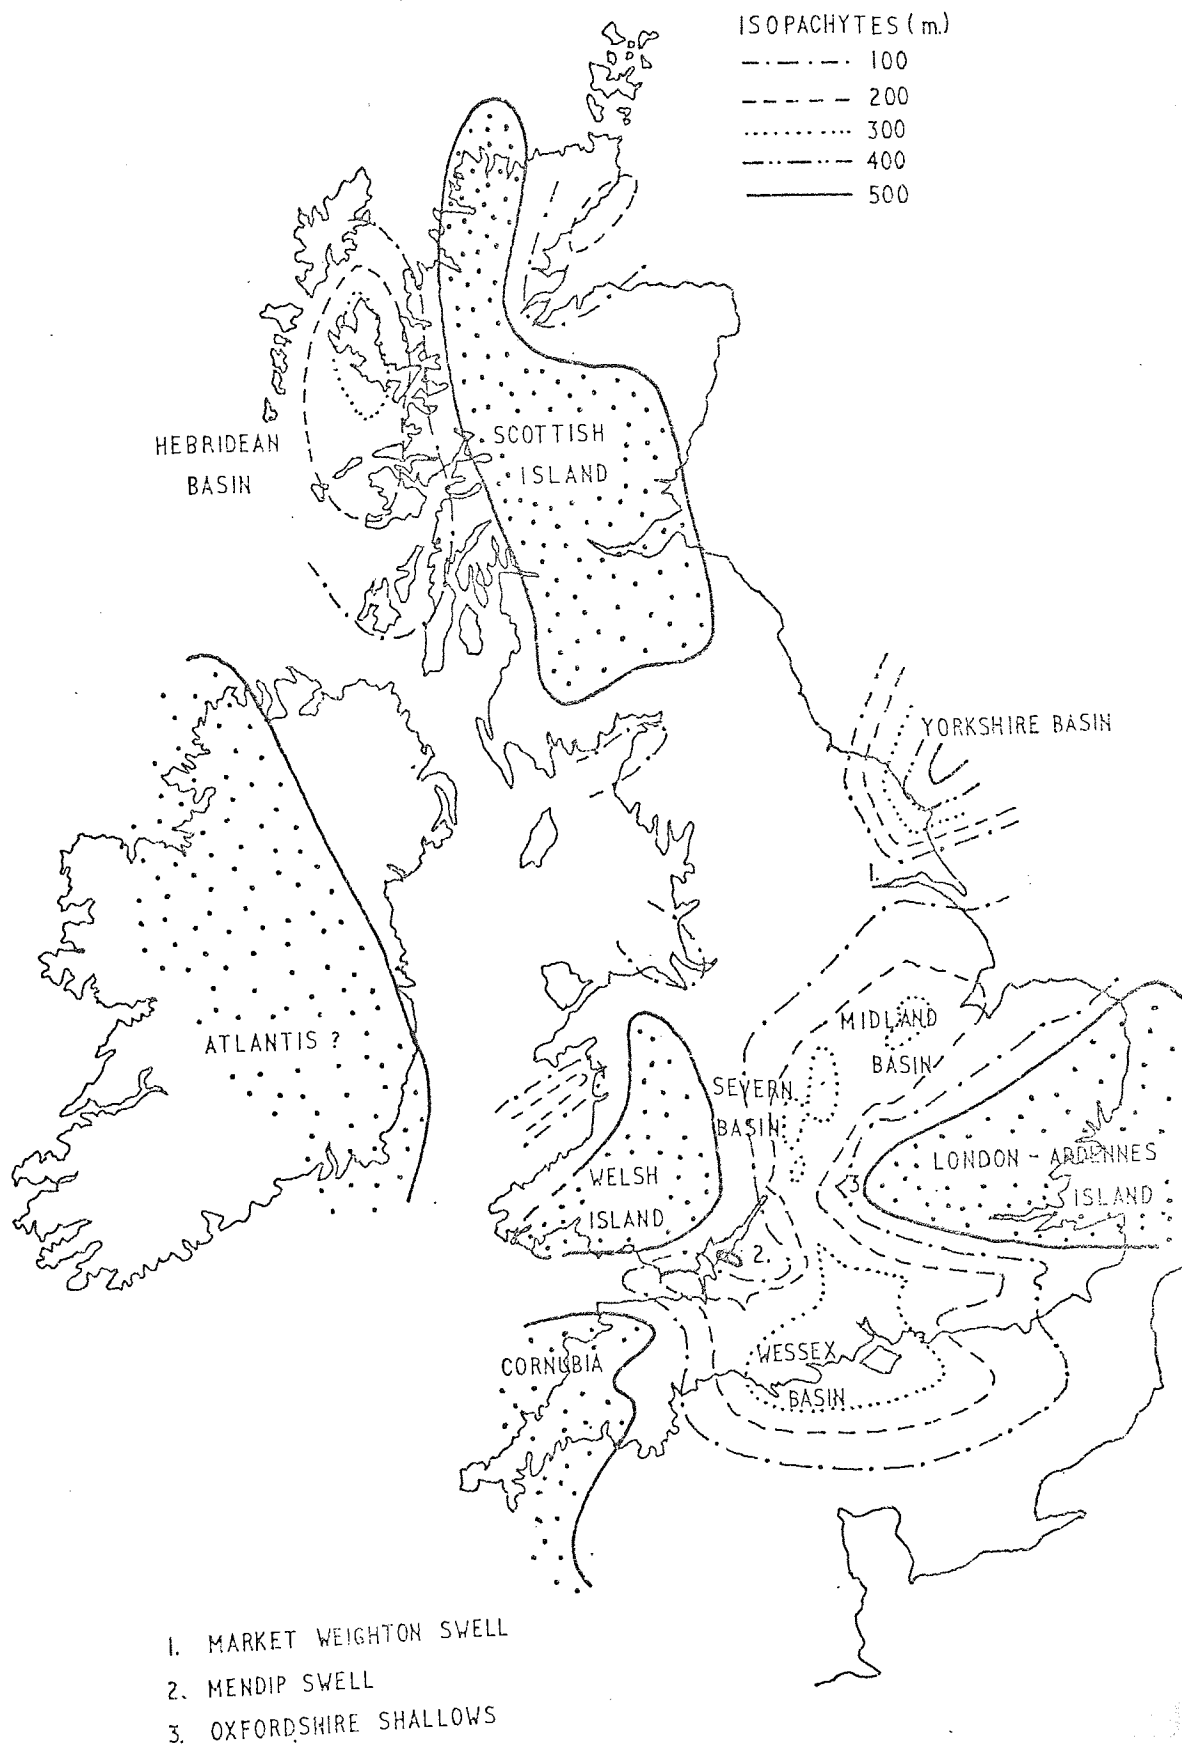 ISOPACHYTES (m.)
100
200
300
400
500
HEBRIDEAN
BASIN
SCOTTISH
ISLAND
YORKSHIRE BASIN
1.
MIDLAND
BASIN
ATLANTIS ?
SEVERN
BASIN
WELSH
ISLAND
LONDON - ARDENNES
ISLAND
3
2.
CORNUBIA
WESSEX
BASIN
1. MARKET WEIGHTON SWELL
2. MENDIP SWELL
3. OXFORDSHIRE SHALLOWS